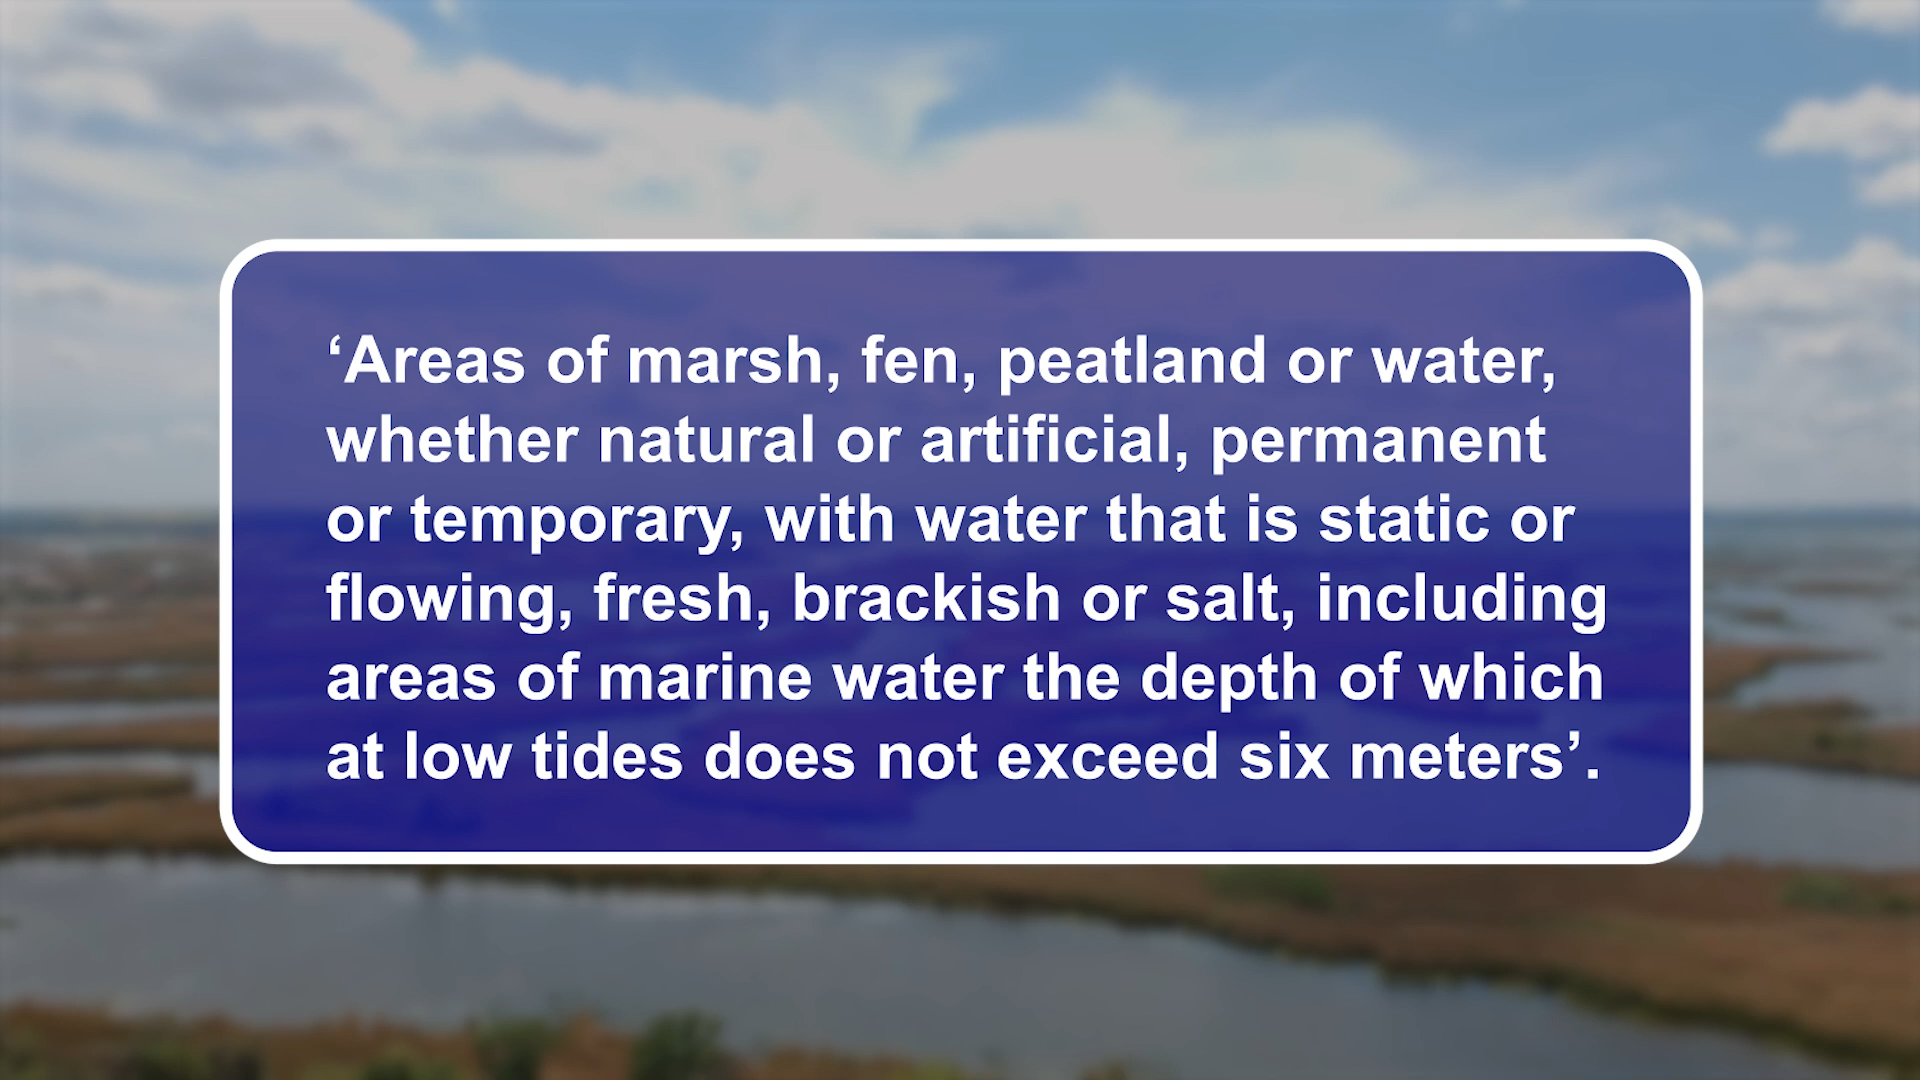 ‘Areas of marsh, fen, peatland or water,
whether natural or artificial, permanent
or temporary, with water that is static or
flowing, fresh, brackish or salt, including
areas of marine water the depth of which
at low tides does not exceed six meters’.